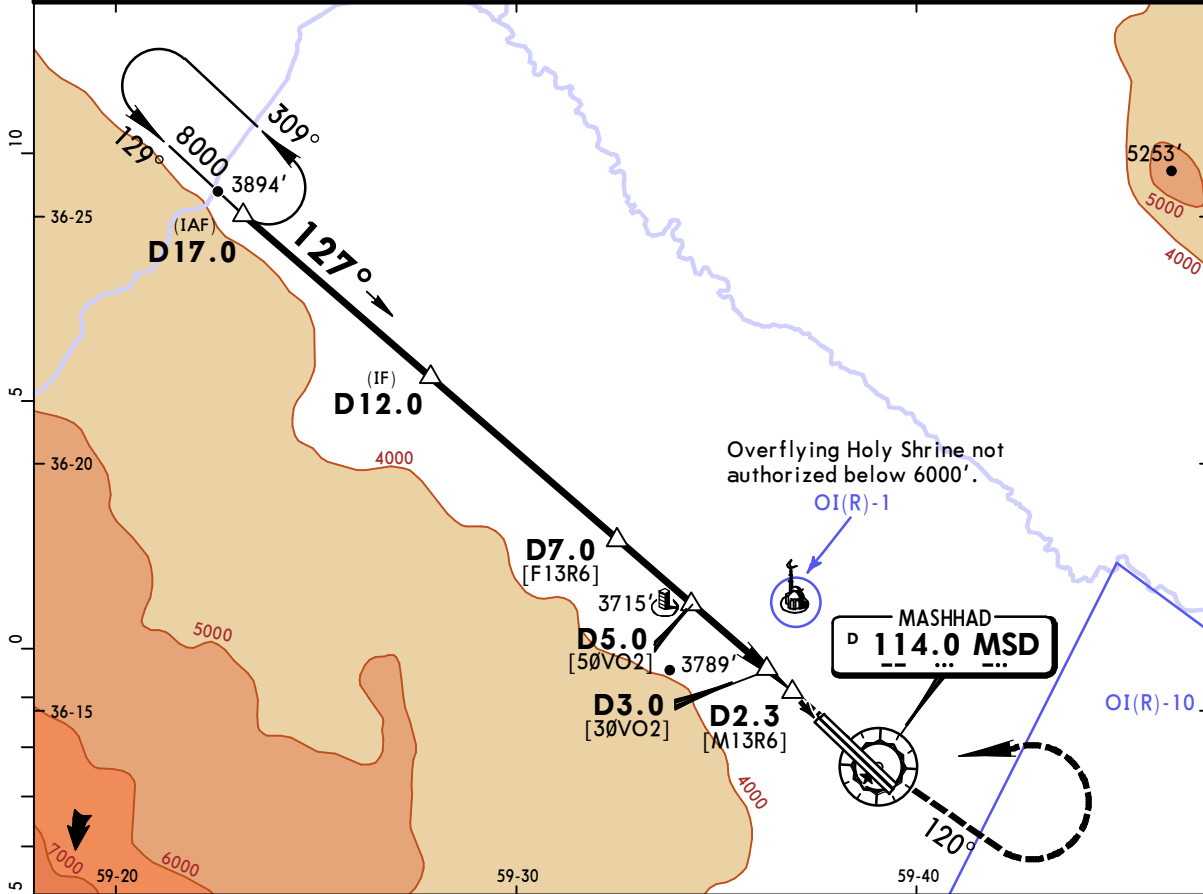 309°
129°
8000
3894'
10
5253'
5000
4000
36-25
(IAF)
D17.0
127°
5
(IF)
D12.0
4000
36-20
Overflying Holy Shrine not
authorized below 6000'.
OI(R)-1
D7.0
[F13R6]
3715'
MASHHAD
D 114.0 MSD
-- ... -..
5000
0
D5.0
[5ØVO2]
3789'
D3.0
[3ØVO2]
D2.3
[M13R6]
36-15
OI(R)-10
4000
120°
7000
6000
5
59-20
59-30
59-40